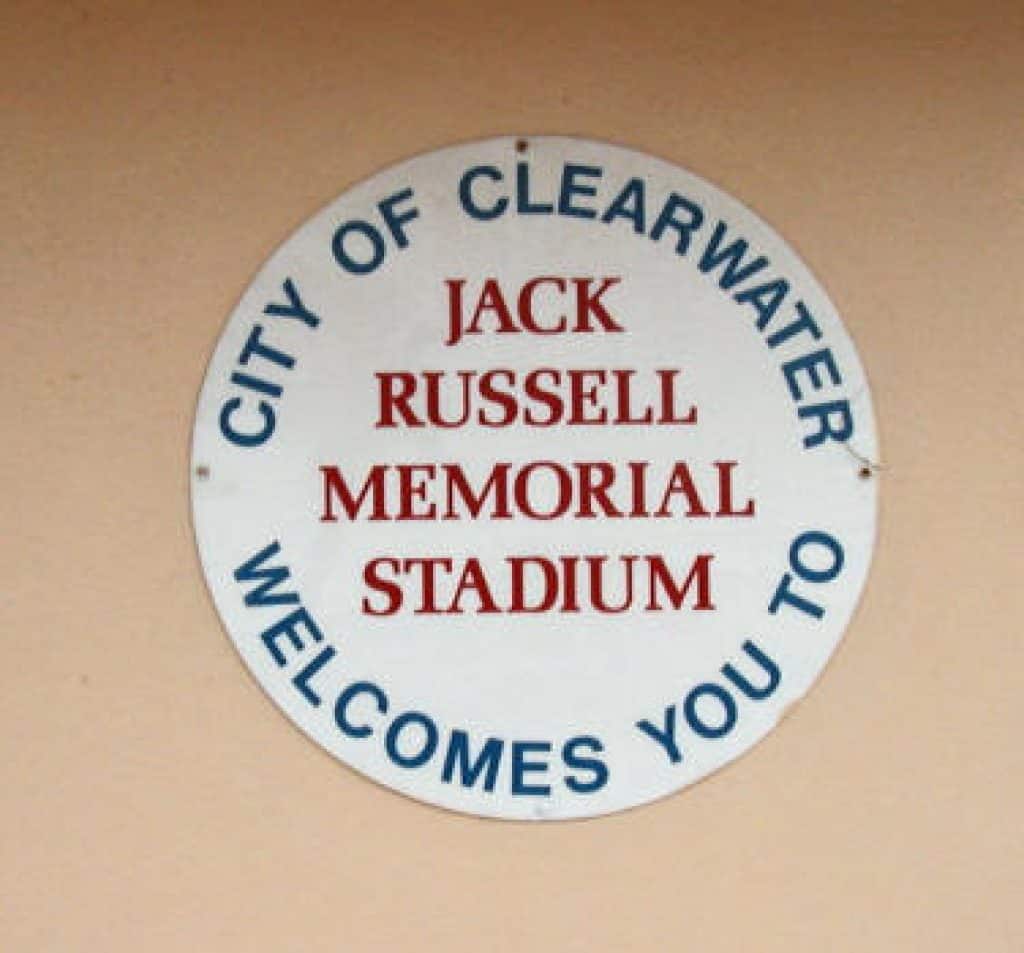 CITY OF CLEARWATER
WELCOMES YOU TO
JACK
RUSSELL
MEMORIAL
STADIUM